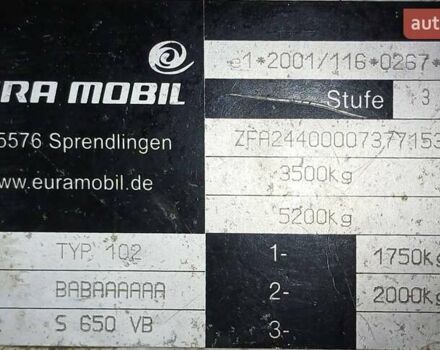 auto
e1*2001/116*0267*
URA MOBIL
Stufe 3
5576 Sprendlingen
ZFA24400007377153
www.euramobil.de
3500kg
5200kg
TYP 102
1- 1750kg
BABAAAAAA
2- 2000kg
S 650 VB
3-